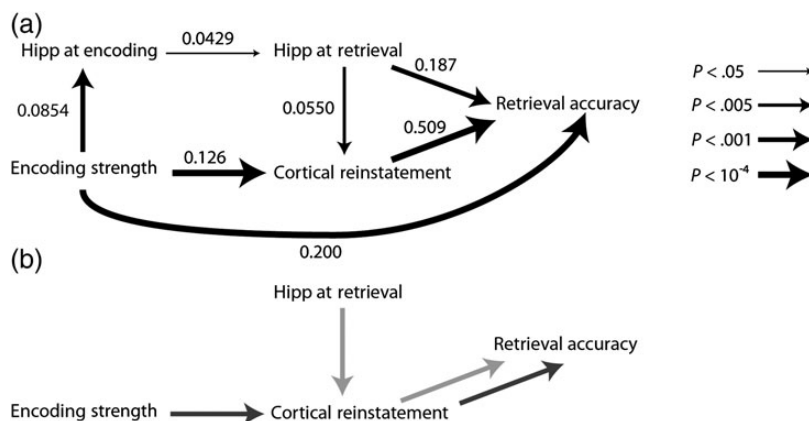 (a)
Hipp at encoding 0.0429 Hipp at retrieval
0.187
P < .05
0.0854
0.0550
Retrieval accuracy
P < .005
0.509
P < .001
Encoding strength 0.126 Cortical reinstatement
P < 10⁻⁴
0.200
(b)
Hipp at retrieval
Retrieval accuracy
Encoding strength Cortical reinstatement